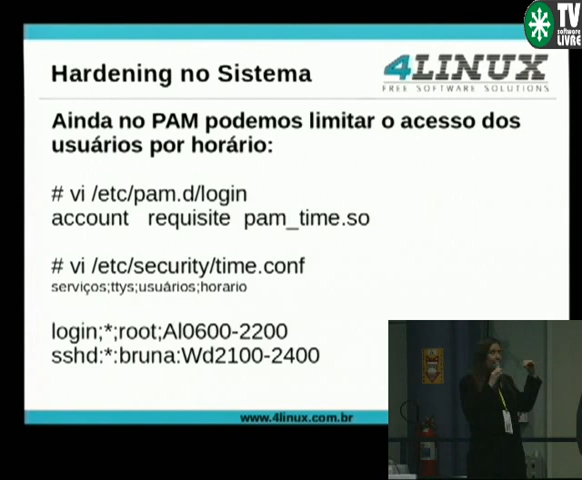 TV
software
LIVRE
Hardening no Sistema
4LINUX
FREE SOFTWARE SOLUTIONS
Ainda no PAM podemos limitar o acesso dos
usuários por horário:
# vi /etc/pam.d/login
account requisite pam_time.so
# vi /etc/security/time.conf
serviços;ttys;usuários;horario
login;*;root;Al0600-2200
sshd:*:bruna:Wd2100-2400
www.4linux.com.br